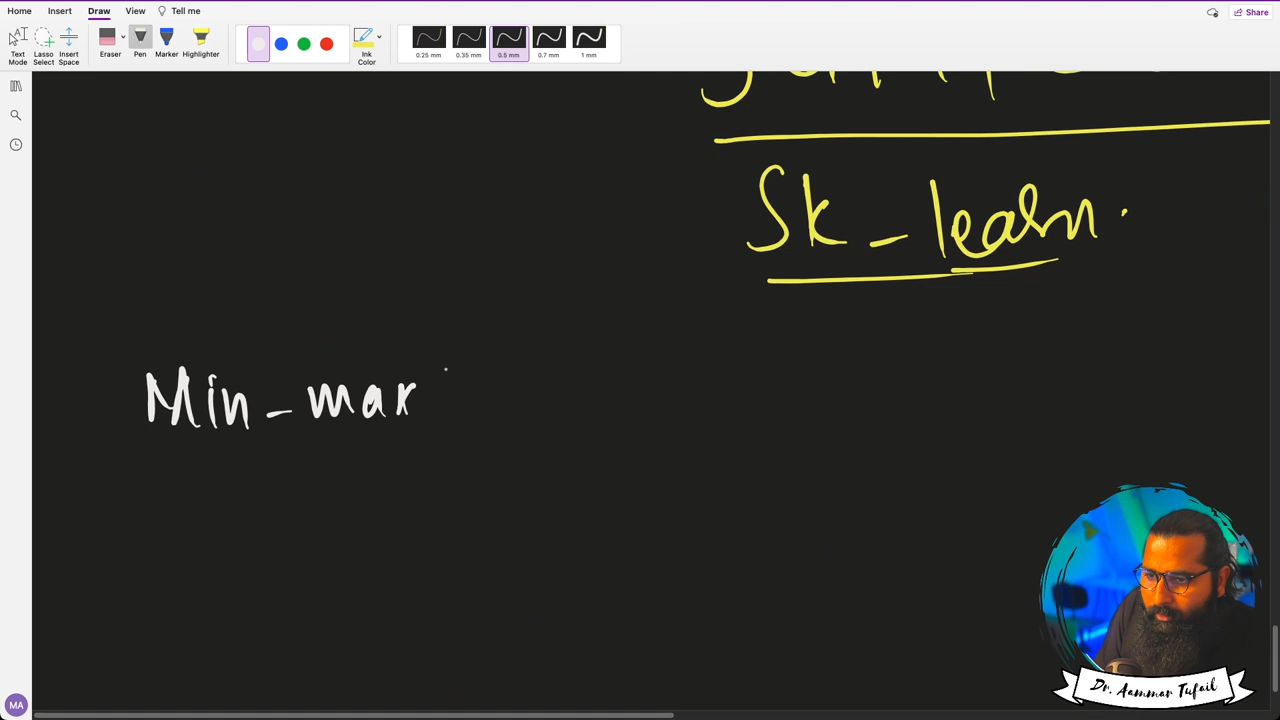 Home Insert Draw View Tell me
Share
Text Mode
Lasso Select
Insert Space
Eraser
Pen
Marker
Highlighter
Ink Color
0.25 mm
0.35 mm
0.5 mm
0.7 mm
1 mm
Sk_learn.
Min_max
MA
Dr. Aammar Tufail